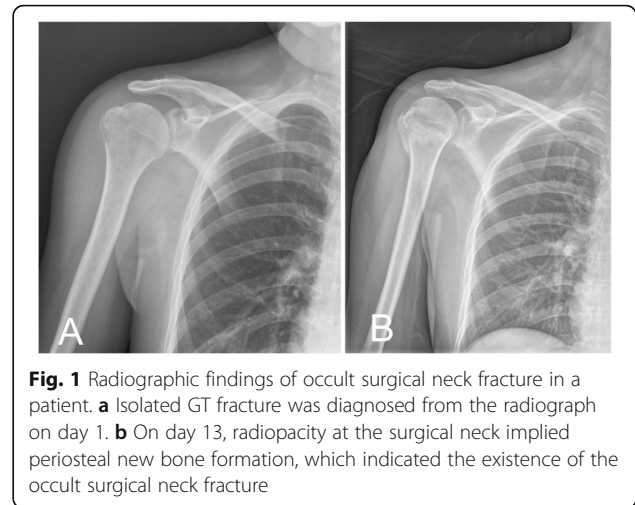 A
B
Fig. 1 Radiographic findings of occult surgical neck fracture in a
patient. a Isolated GT fracture was diagnosed from the radiograph
on day 1. b On day 13, radiopacity at the surgical neck implied
periosteal new bone formation, which indicated the existence of the
occult surgical neck fracture